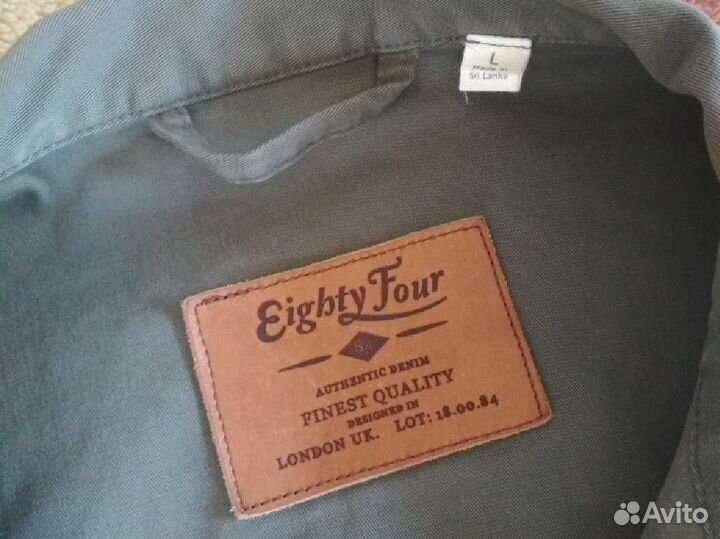 L
Made in
Sri Lanka
Eighty Four
84
AUTHENTIC DENIM
FINEST QUALITY
DESIGNED IN
LONDON UK. LOT: 18.00.84
Avito